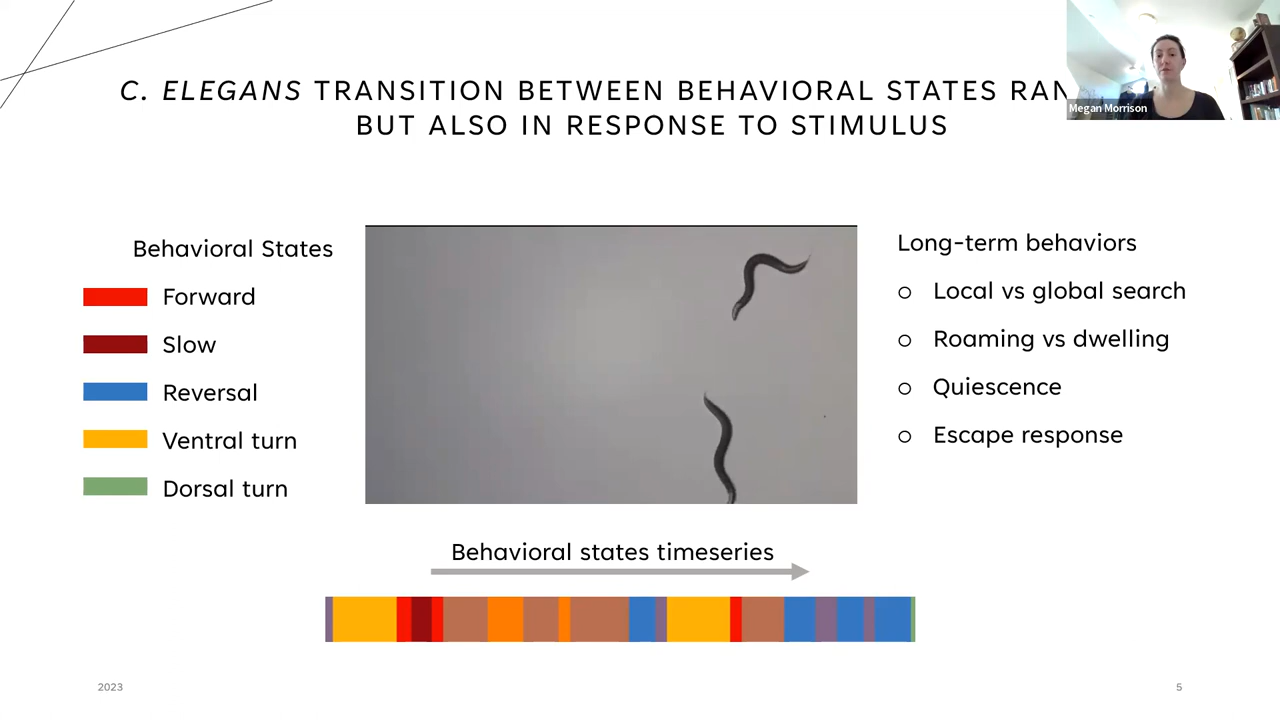 C. ELEGANS TRANSITION BETWEEN BEHAVIORAL STATES
BUT ALSO IN RESPONSE TO STIMULUS
Megan Morrison
Behavioral States
Forward
Slow
Reversal
Ventral turn
Dorsal turn
Long-term behaviors
Local vs global search
Roaming vs dwelling
Quiescence
Escape response
Behavioral states timeseries
2023
5